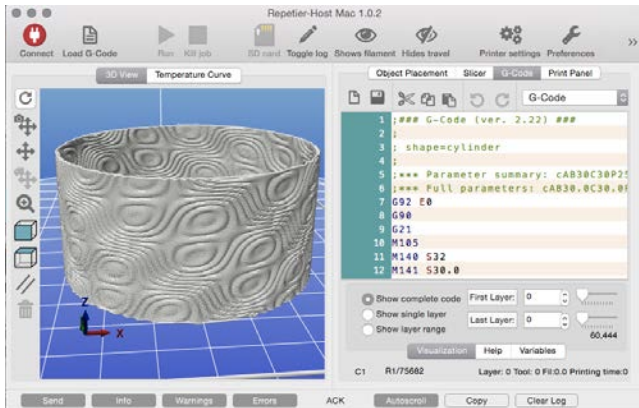 Repetier-Host Mac 1.0.2
Connect Load G-Code Run Kill job SD card Toggle log Shows filament Hides travel Printer settings Preferences »
3D View Temperature Curve
Object Placement Slicer G-Code Print Panel
G-Code
1 ;### G-Code (ver. 2.22) ###
2 ;
3 ; shape=cylinder
4 ;
5 ;*** Parameter summary: cAB30C30P25
6 ;*** Full parameters: cAB30.0C30.0
7 G92 E0
8 G90
9 G21
10 M105
11 M140 S32
12 M141 S30.0
Show complete code First Layer: 0
Show single layer
Last Layer: 0
Show layer range
60,444
Visualization Help Variables
Z
X
C1 R1/75682 Layer: 0 Tool: 0 Fil:0.0 Printing time:0
Send Info Warnings Errors ACK Autoscroll Copy Clear Log